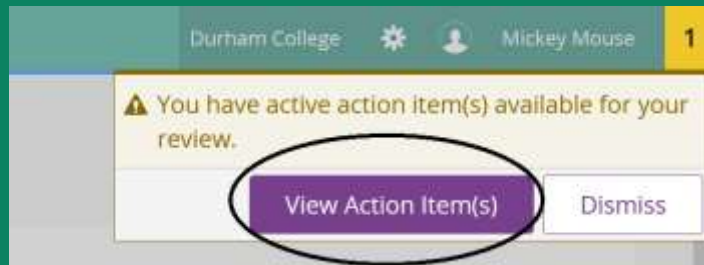 Durham College Mickey Mouse 1
You have active action item(s) available for your
review.
View Action Item(s) Dismiss